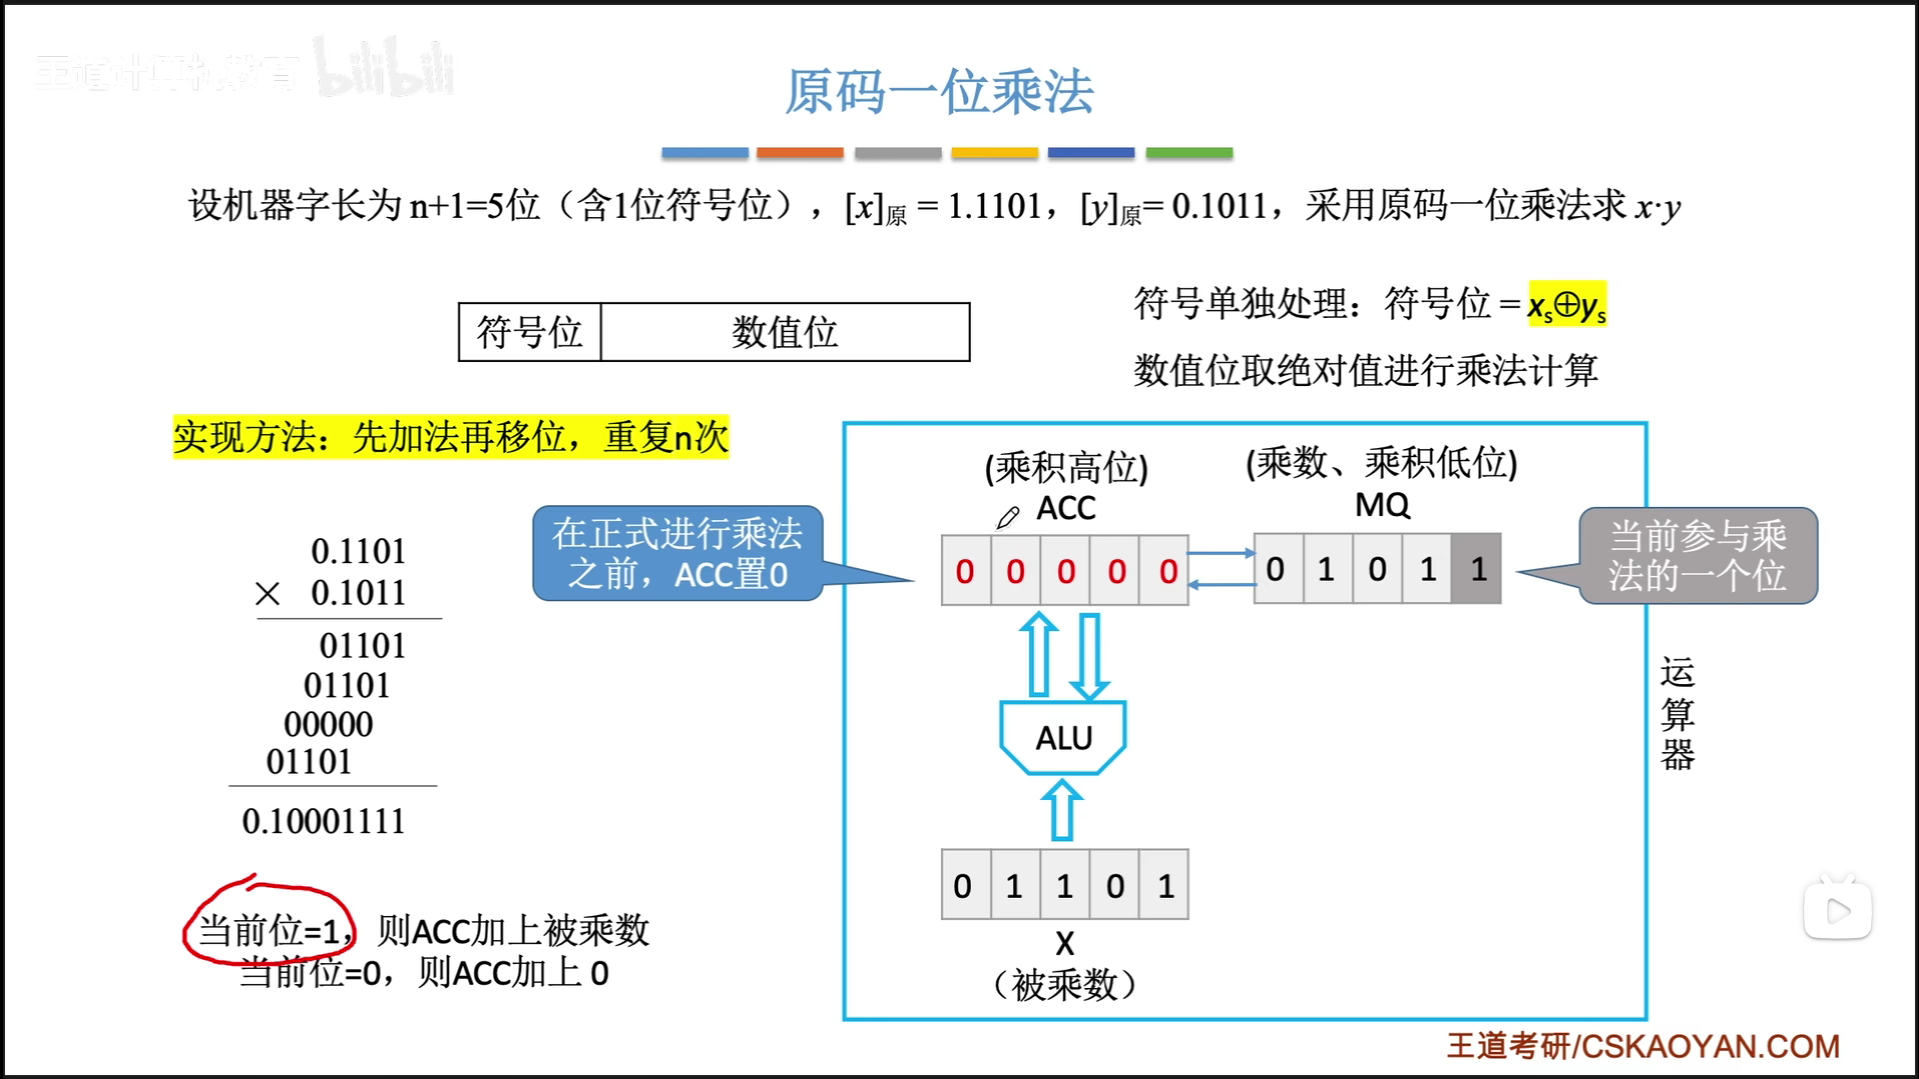 王道计算机教育 bilibili
原码一位乘法
设机器字长为 n+1=5位（含1位符号位），[x]原 = 1.1101，[y]原= 0.1011，采用原码一位乘法求 x·y
符号位 数值位
符号单独处理：符号位 = xs⊕ys
数值位取绝对值进行乘法计算
实现方法：先加法再移位，重复n次
0.1101
× 0.1011
01101
01101
00000
01101
0.10001111
当前位=1，则ACC加上被乘数
当前位=0，则ACC加上 0
在正式进行乘法
之前，ACC置0
(乘积高位)
ACC
0 0 0 0 0
(乘数、乘积低位)
MQ
0 1 0 1 1
当前参与乘
法的一个位
ALU
0 1 1 0 1
X
（被乘数）
运
算
器
王道考研/CSKAOYAN.COM